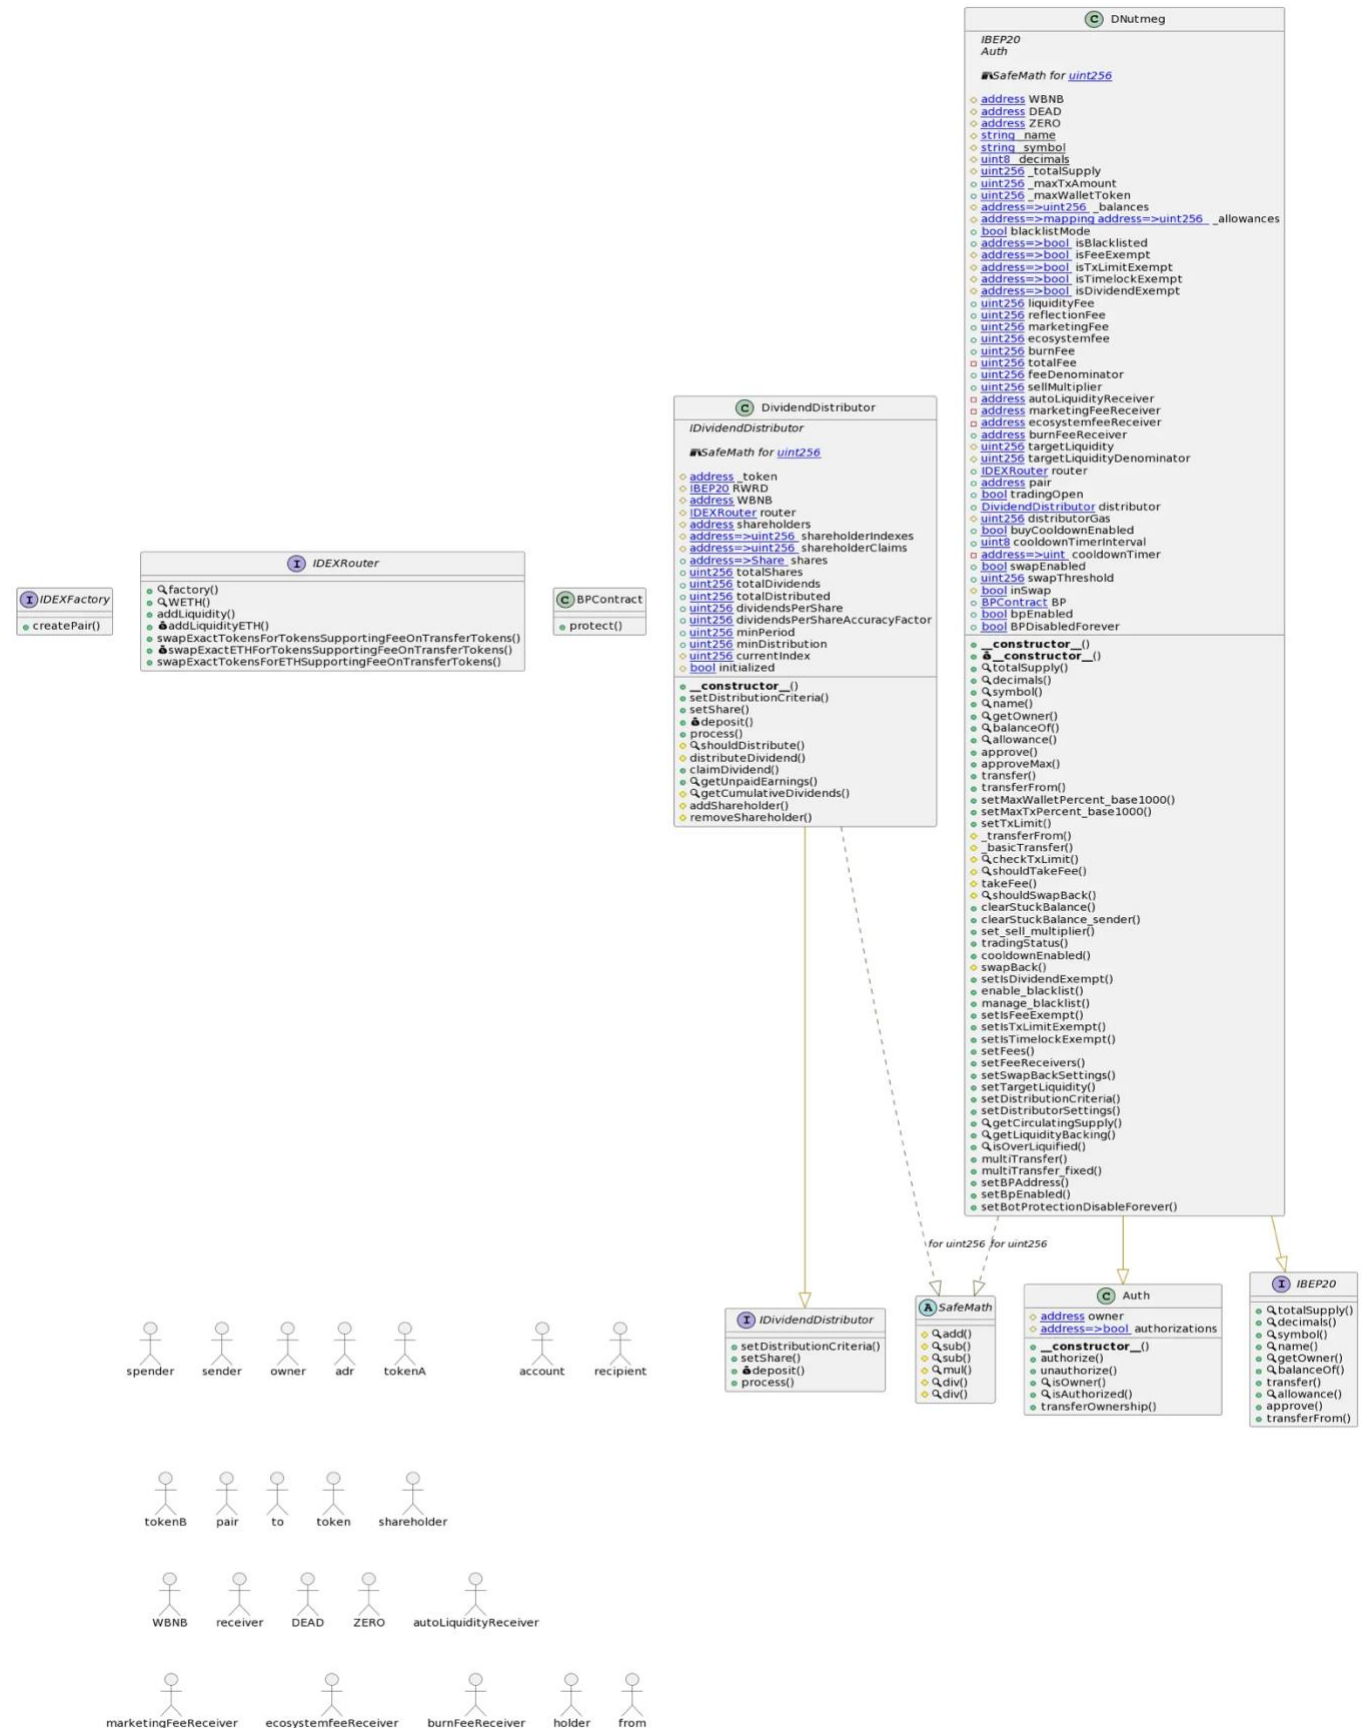 DNutmeg
IBEP20
Auth
SafeMath for uint256
address WBNB
address DEAD
address ZERO
string _name
string _symbol
uint8 _decimals
uint256 _totalSupply
uint256 _maxTxAmount
uint256 _maxWalletToken
address=>uint256 _balances
address=>mapping address=>uint256 _allowances
bool blacklistMode
address=>bool isBlacklisted
address=>bool isFeeExempt
address=>bool isTxLimitExempt
address=>bool isTimelockExempt
address=>bool isDividendExempt
uint256 liquidityFee
uint256 reflectionFee
uint256 marketingFee
uint256 ecosystemfee
uint256 burnFee
uint256 totalFee
uint256 feeDenominator
uint256 sellMultiplier
address autoLiquidityReceiver
address marketingFeeReceiver
address ecosystemfeeReceiver
address burnFeeReceiver
uint256 targetLiquidity
uint256 targetLiquidityDenominator
IDEXRouter router
address pair
bool tradingOpen
DividendDistributor distributor
uint256 distributorGas
bool buyCooldownEnabled
uint8 cooldownTimerInterval
address=>uint cooldownTimer
bool swapEnabled
uint256 swapThreshold
bool inSwap
BPContract BP
bool bpEnabled
bool BPDisabledForever
__constructor__()
__constructor__()
totalSupply()
decimals()
symbol()
name()
getOwner()
balanceOf()
allowance()
approve()
approveMax()
transfer()
transferFrom()
setMaxWalletPercent_base1000()
setMaxTxPercent_base1000()
setTxLimit()
_transferFrom()
_basicTransfer()
checkTxLimit()
shouldTakeFee()
takeFee()
shouldSwapBack()
clearStuckBalance()
clearStuckBalance_sender()
set_sell_multiplier()
tradingStatus()
cooldownEnabled()
swapBack()
setIsDividendExempt()
enable_blacklist()
manage_blacklist()
setIsFeeExempt()
setIsTxLimitExempt()
setIsTimelockExempt()
setFees()
setFeeReceivers()
setSwapBackSettings()
setTargetLiquidity()
setDistributionCriteria()
setDistributorSettings()
getCirculatingSupply()
getLiquidityBacking()
isOverLiquified()
multiTransfer()
multiTransfer_fixed()
setBPAddress()
setBpEnabled()
setBotProtectionDisableForever()
DividendDistributor
IDividendDistributor
SafeMath for uint256
address _token
IBEP20 RWRD
address WBNB
IDEXRouter router
address shareholders
address=>uint256 shareholderIndexes
address=>uint256 shareholderClaims
address=>Share shares
uint256 totalShares
uint256 totalDividends
uint256 totalDistributed
uint256 dividendsPerShare
uint256 dividendsPerShareAccuracyFactor
uint256 minPeriod
uint256 minDistribution
uint256 currentIndex
bool initialized
__constructor__()
setDistributionCriteria()
setShare()
deposit()
process()
shouldDistribute()
distributeDividend()
claimDividend()
getUnpaidEarnings()
getCumulativeDividends()
addShareholder()
removeShareholder()
IDEXFactory
createPair()
IDEXRouter
factory()
WETH()
addLiquidity()
addLiquidityETH()
swapExactTokensForTokensSupportingFeeOnTransferTokens()
swapExactETHForTokensSupportingFeeOnTransferTokens()
swapExactTokensForETHSupportingFeeOnTransferTokens()
BPContract
protect()
for uint256 for uint256
IDividendDistributor
setDistributionCriteria()
setShare()
deposit()
process()
SafeMath
add()
sub()
sub()
mul()
div()
div()
Auth
address owner
address=>bool authorizations
__constructor__()
authorize()
unauthorize()
isOwner()
isAuthorized()
transferOwnership()
IBEP20
totalSupply()
decimals()
symbol()
name()
getOwner()
balanceOf()
transfer()
allowance()
approve()
transferFrom()
spender sender owner adr tokenA account recipient
tokenB pair to token shareholder
WBNB receiver DEAD ZERO autoLiquidityReceiver
marketingFeeReceiver ecosystemfeeReceiver burnFeeReceiver holder from